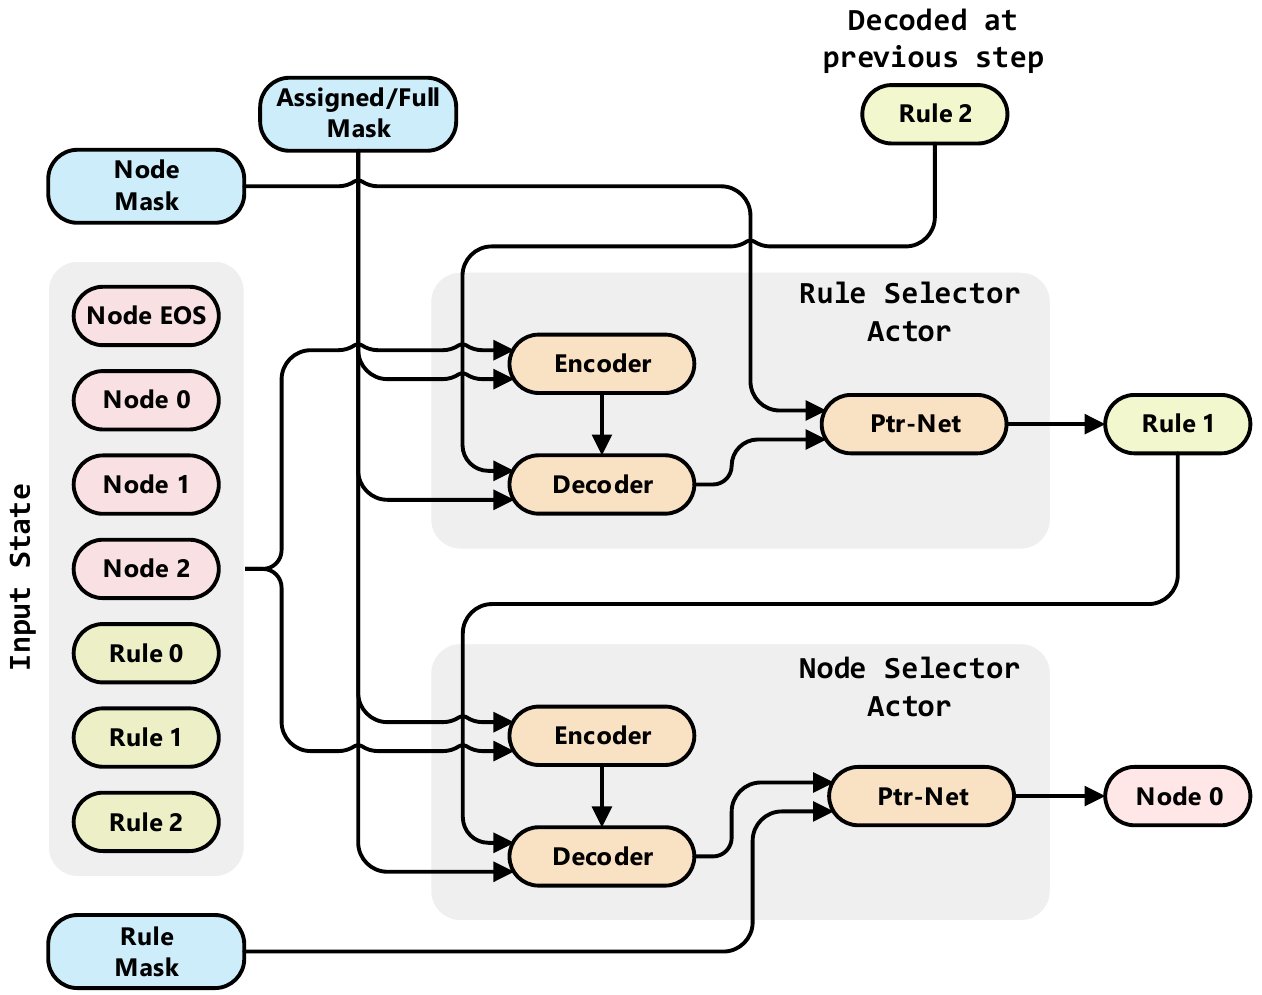 Decoded at
previous step
Rule 2
Assigned/Full
Mask
Node
Mask
Input State
Node EOS
Node 0
Node 1
Node 2
Rule 0
Rule 1
Rule 2
Rule Selector
Actor
Encoder
Decoder
Ptr-Net
Rule 1
Node Selector
Actor
Encoder
Decoder
Ptr-Net
Node 0
Rule
Mask